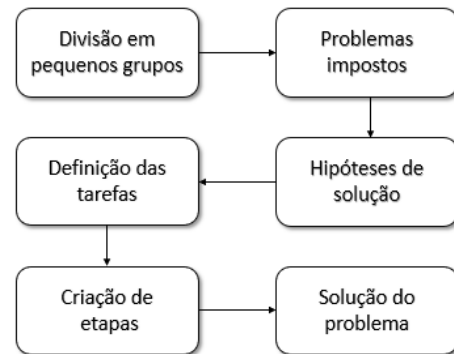 Divisão em
pequenos grupos
Problemas
impostos
Hipóteses de
solução
Definição das
tarefas
Criação de
etapas
Solução do
problema